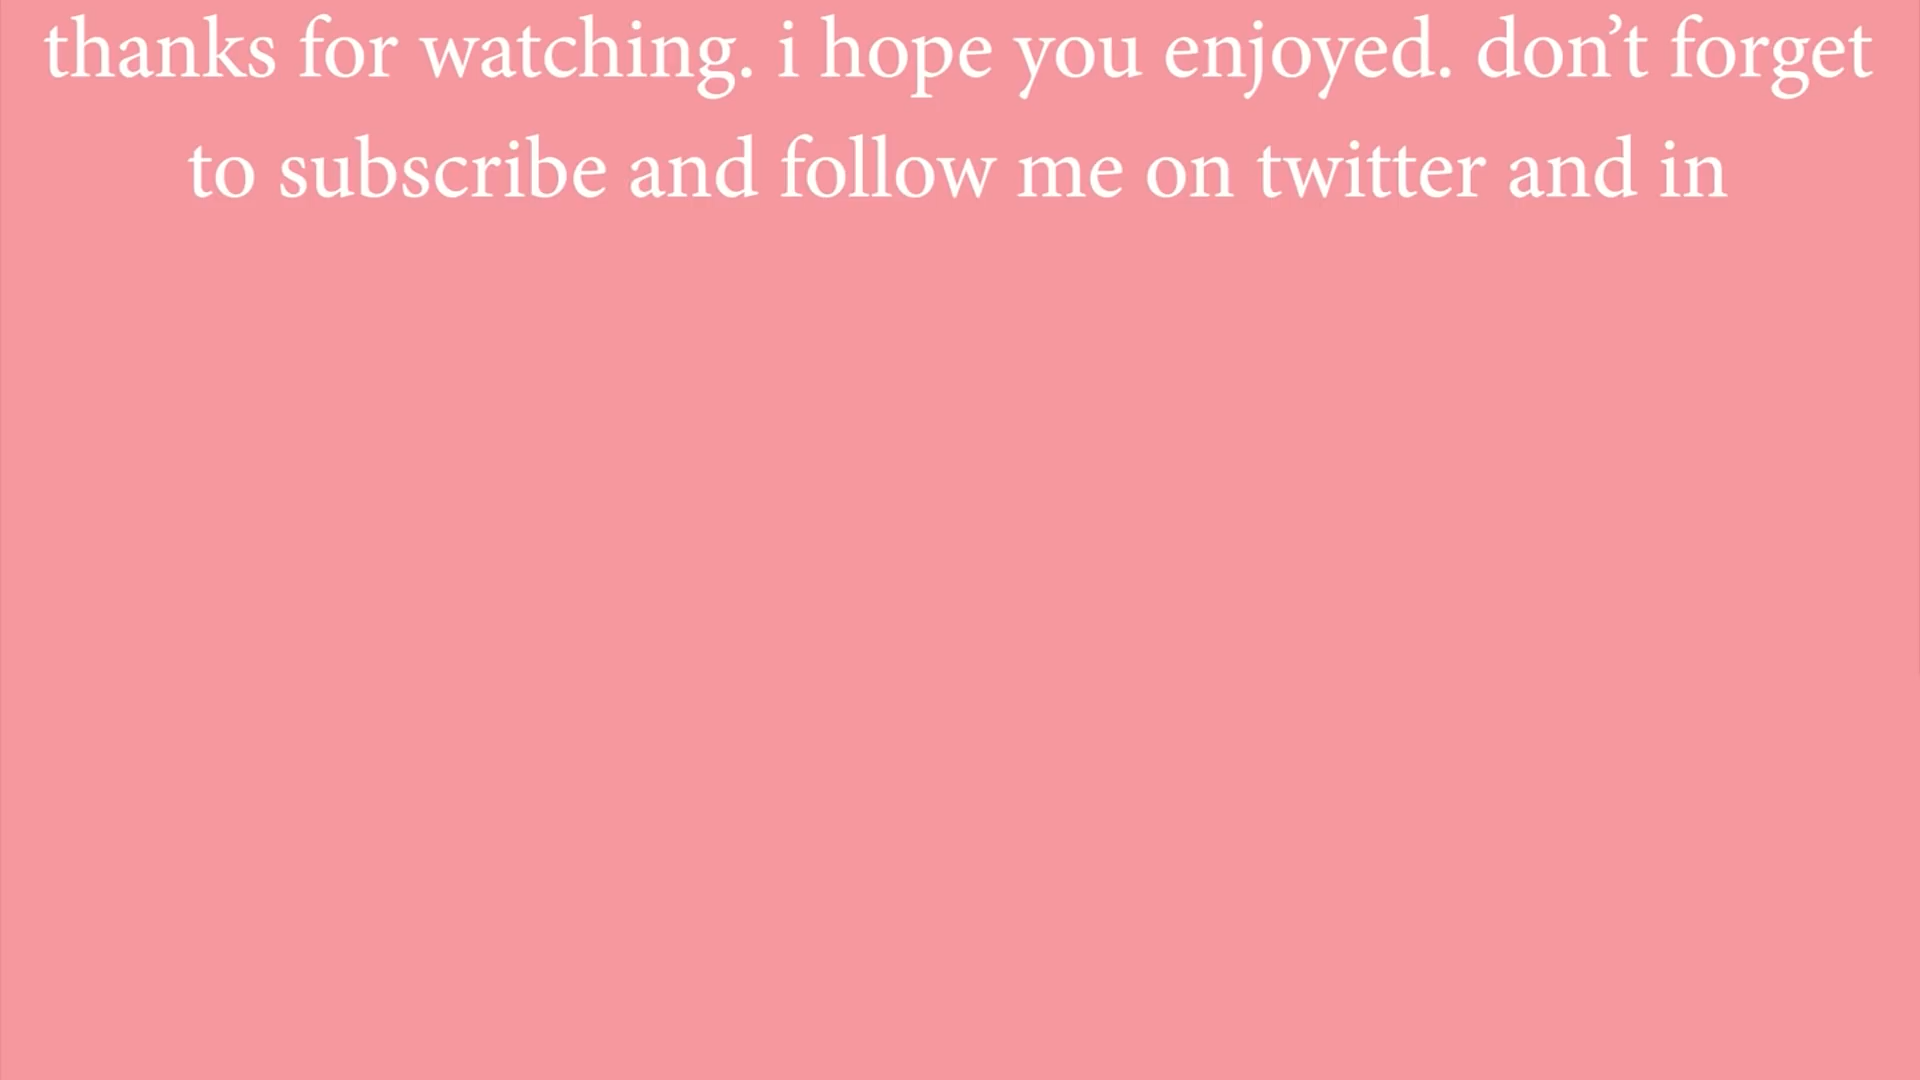 thanks for watching. i hope you enjoyed. don’t forget
to subscribe and follow me on twitter and in